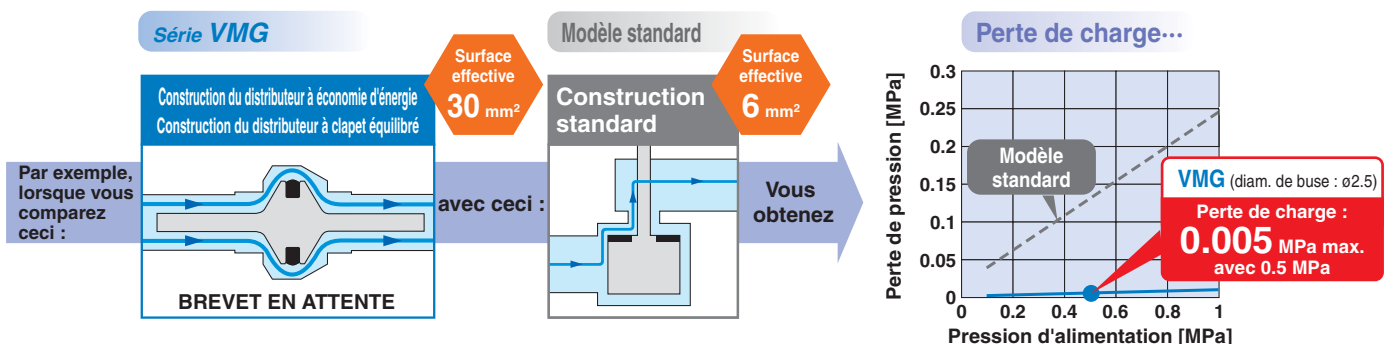 Série VMG
Modèle standard
Perte de charge···
Surface
effective
30 mm²
Surface
effective
6 mm²
Construction du distributeur à économie d'énergie
Construction du distributeur à clapet équilibré
Construction
standard
Par exemple,
lorsque vous
comparez
ceci :
avec ceci :
Vous
obtenez
BREVET EN ATTENTE
Perte de pression [MPa]
0.3
0.25
0.2
0.15
0.1
0.05
0
Modèle
standard
VMG (diam. de buse : ø2.5)
Perte de charge :
0.005 MPa max.
avec 0.5 MPa
0 0.2 0.4 0.6 0.8 1
Pression d'alimentation [MPa]